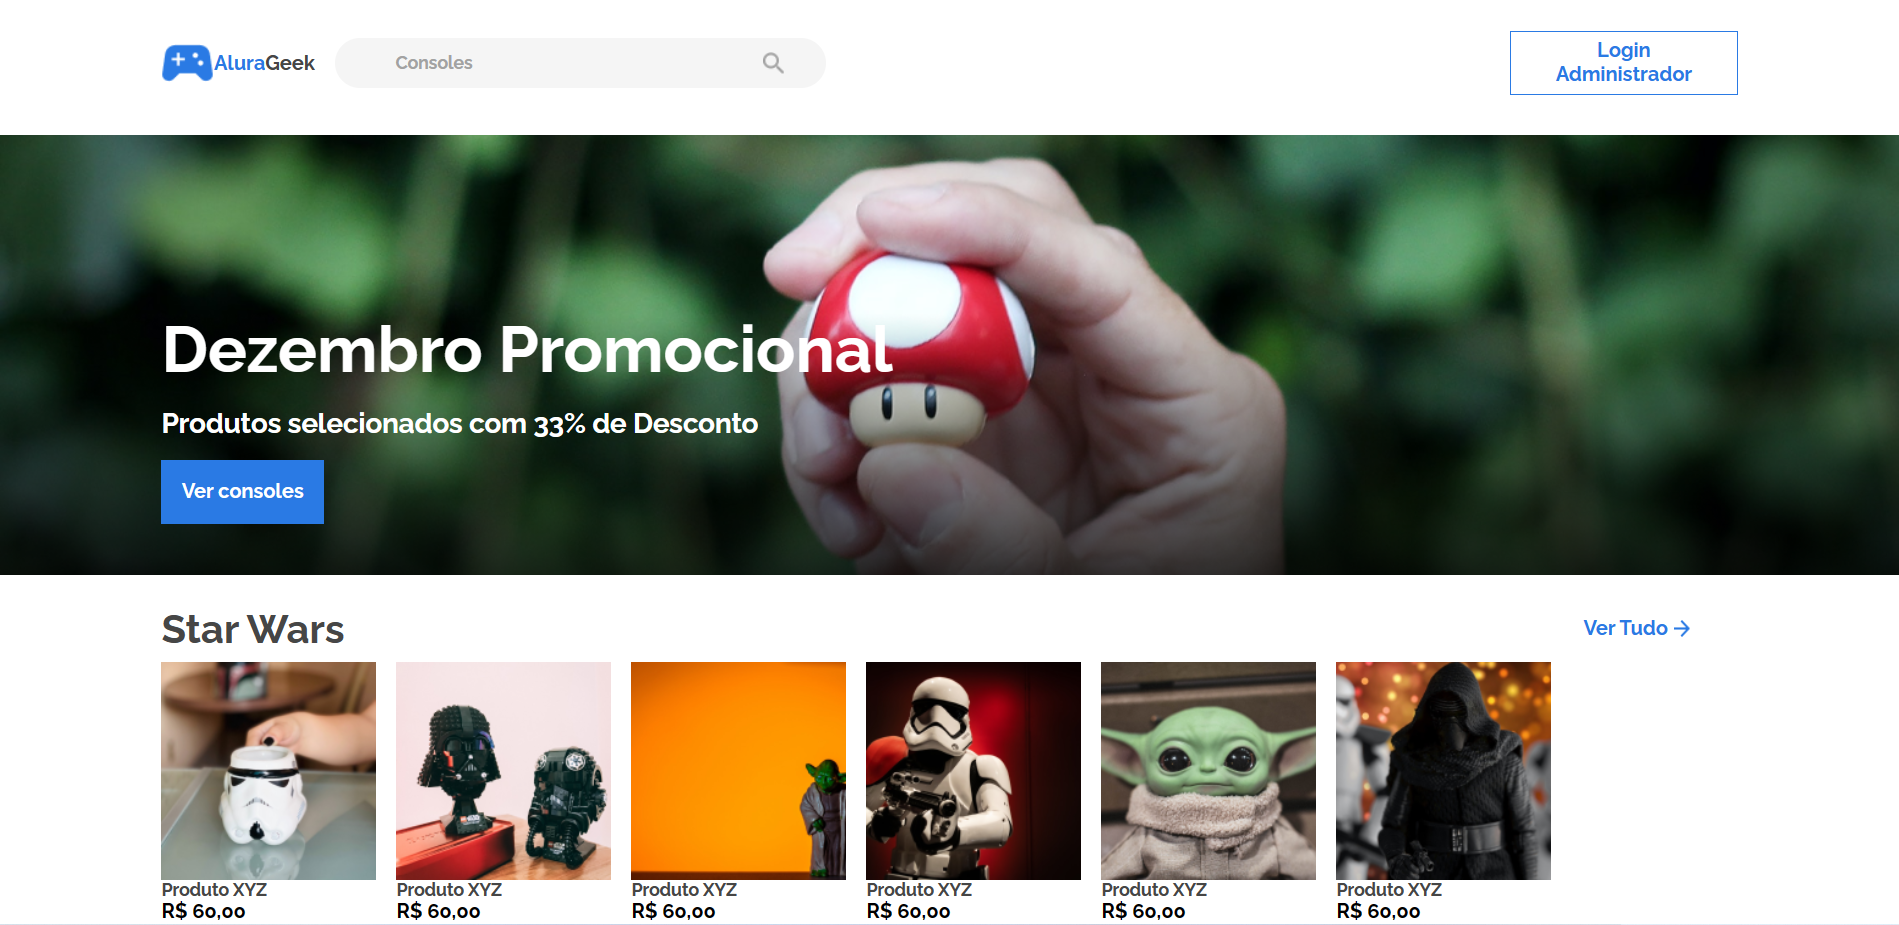 AluraGeek
Consoles
Login
Administrador
Dezembro Promocional
Produtos selecionados com 33% de Desconto
Ver consoles
Star Wars
Ver Tudo →
Produto XYZ
R$ 60,00
Produto XYZ
R$ 60,00
Produto XYZ
R$ 60,00
Produto XYZ
R$ 60,00
Produto XYZ
R$ 60,00
Produto XYZ
R$ 60,00